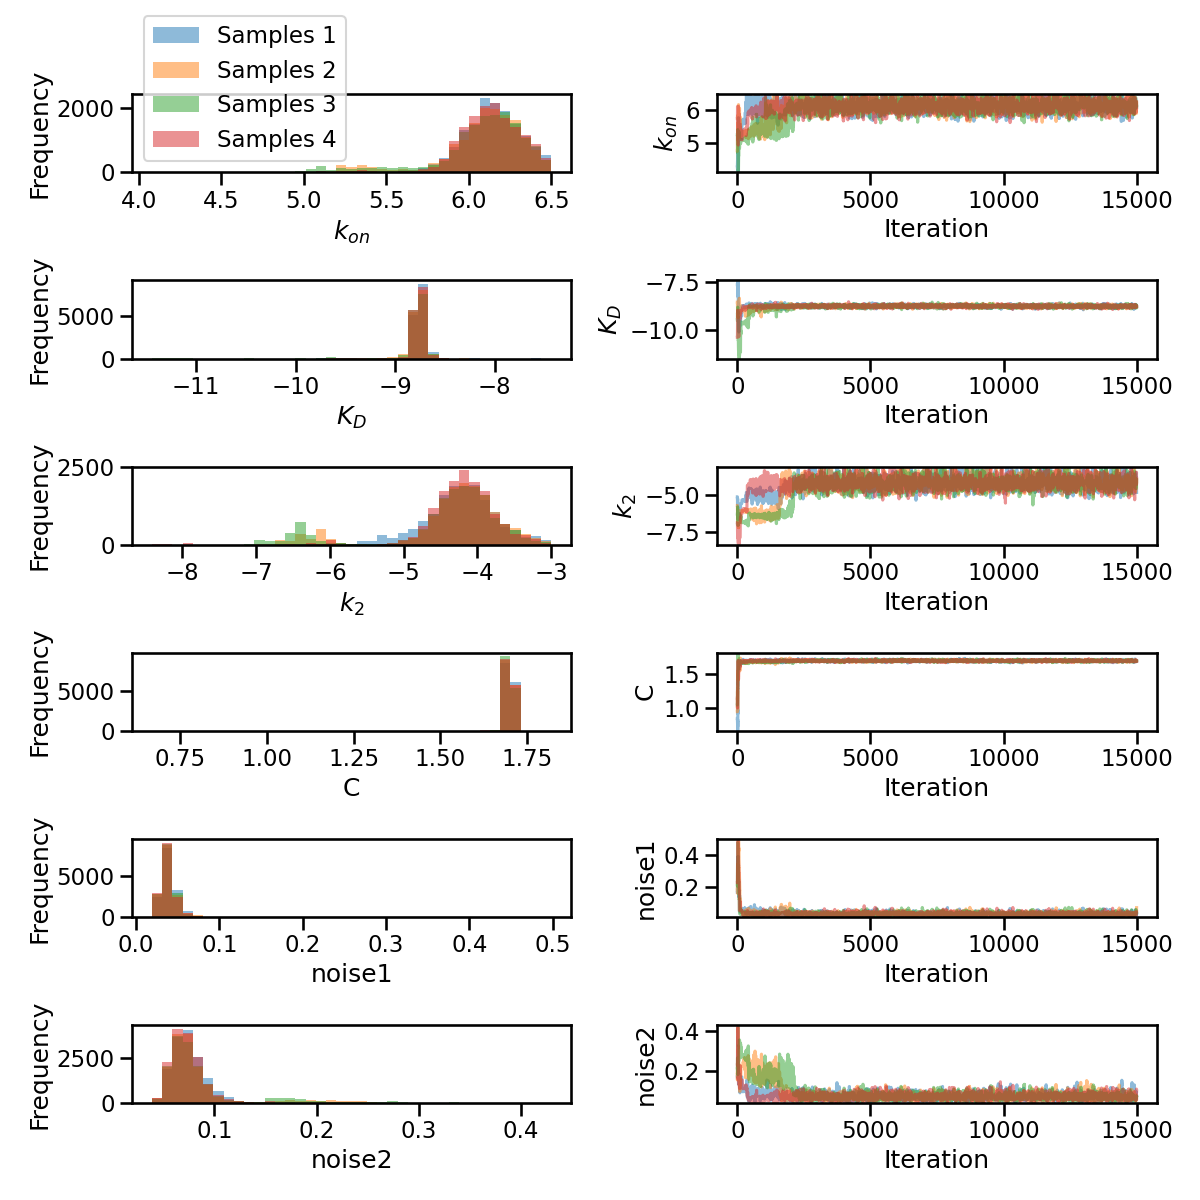 Samples 1
Samples 2
Samples 3
Samples 4
Frequency
2000
0
4.0 4.5 5.0 5.5 6.0 6.5
k_on
k_on
6
5
0 5000 10000 15000
Iteration
Frequency
5000
0
−11 −10 −9 −8
K_D
K_D
−7.5
−10.0
0 5000 10000 15000
Iteration
Frequency
2500
0
−8 −7 −6 −5 −4 −3
k_2
k_2
−5.0
−7.5
0 5000 10000 15000
Iteration
Frequency
5000
0
0.75 1.00 1.25 1.50 1.75
C
C
1.5
1.0
0 5000 10000 15000
Iteration
Frequency
5000
0
0.0 0.1 0.2 0.3 0.4 0.5
noise1
noise1
0.4
0.2
0 5000 10000 15000
Iteration
Frequency
2500
0
0.1 0.2 0.3 0.4
noise2
noise2
0.4
0.2
0 5000 10000 15000
Iteration